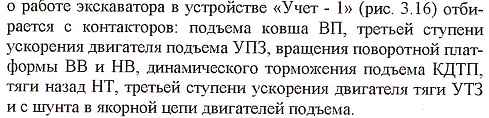 о работе экскаватора в устройстве «Учет - 1» (рис. 3.16) отби-
рается с контакторов: подъема ковша ВП, третьей ступени
ускорения двигателя подъема УПЗ, вращения поворотной плат-
формы ВВ и НВ, динамического торможения подъема КДТП,
тяги назад НТ, третьей ступени ускорения двигателя тяги УТЗ
и с шунта в якорной цепи двигателей подъема.